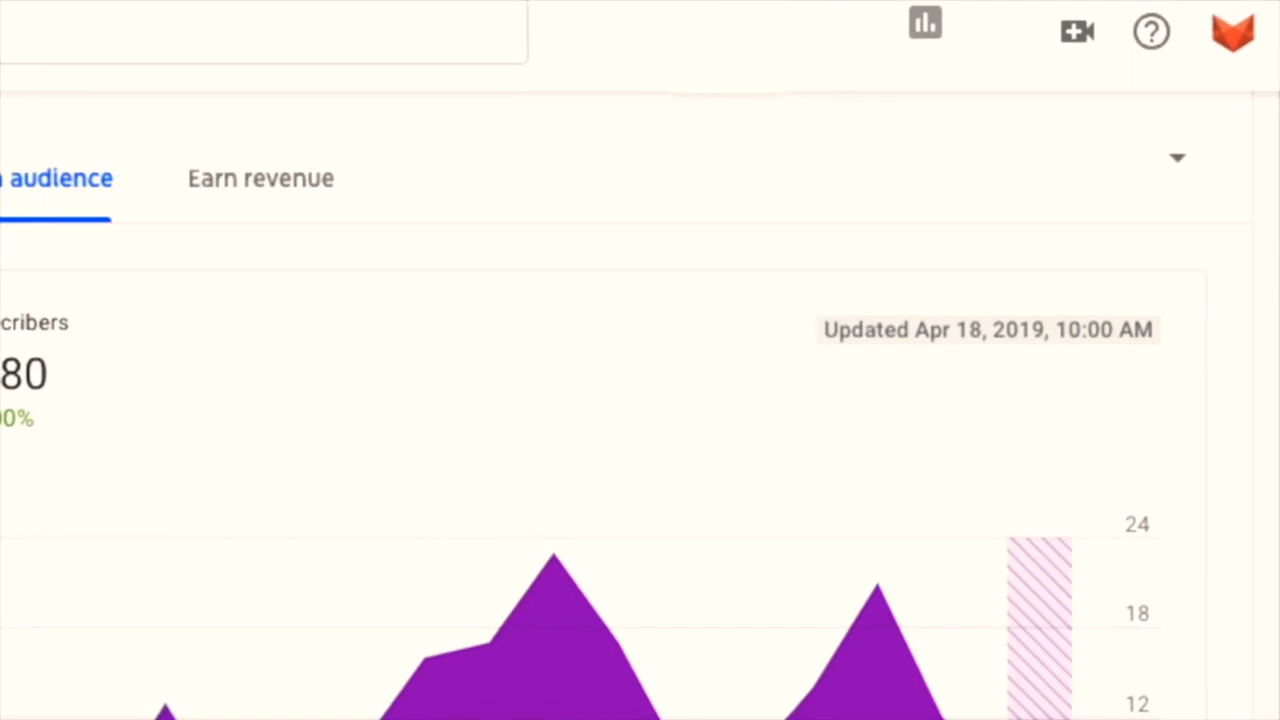 audience Earn revenue
cribers
Updated Apr 18, 2019, 10:00 AM
80
00%
24
18
12